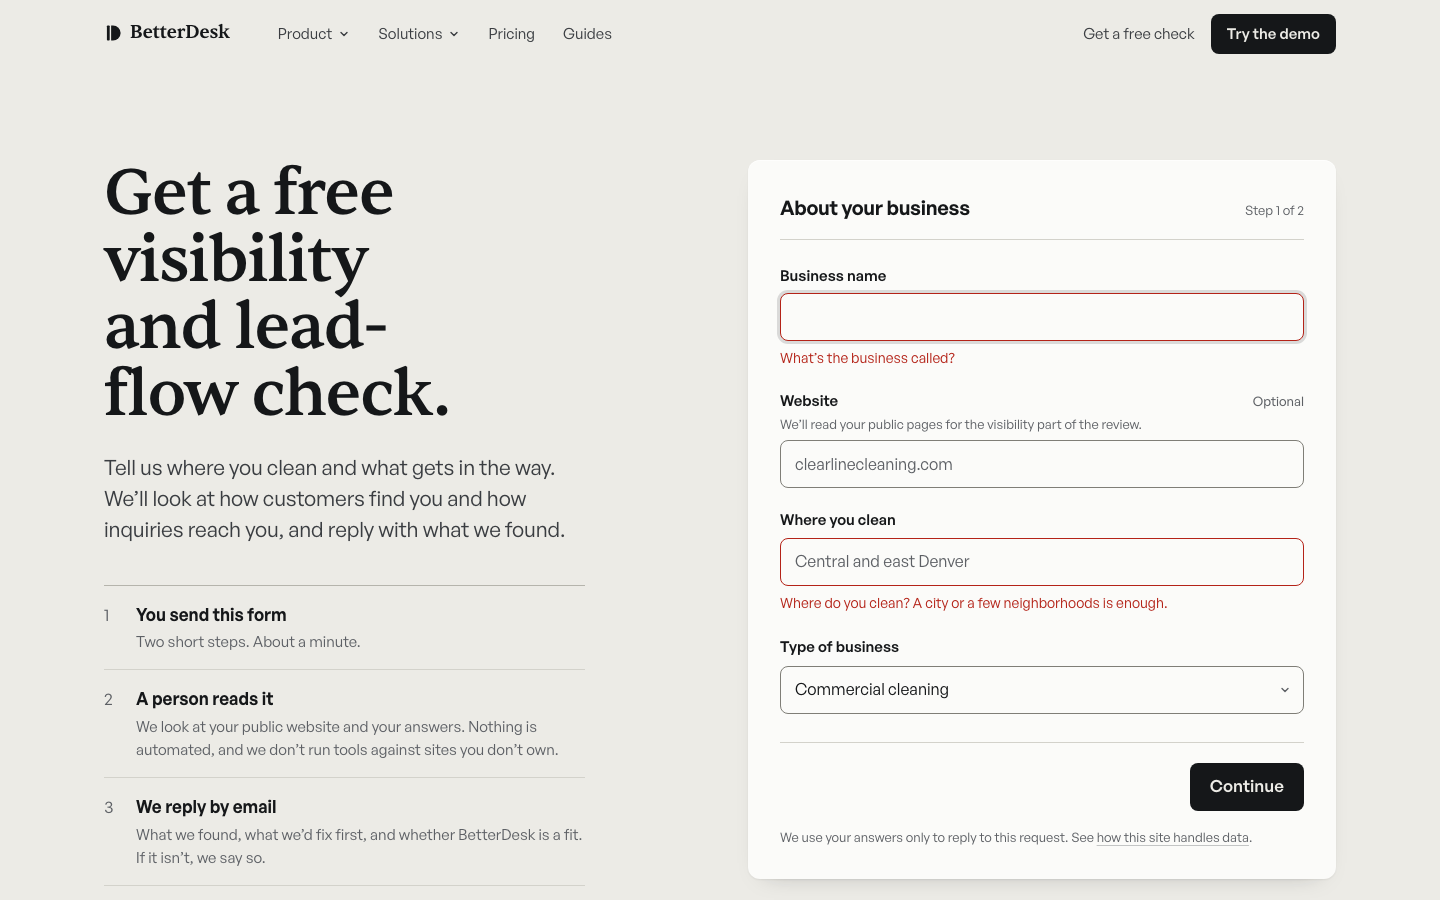 BetterDesk
Product
Solutions
Pricing
Guides
Get a free check
Try the demo
Get a free
visibility
and lead-
flow check.
Tell us where you clean and what gets in the way.
We’ll look at how customers find you and how
inquiries reach you, and reply with what we found.
1 You send this form
Two short steps. About a minute.
2 A person reads it
We look at your public website and your answers. Nothing is
automated, and we don’t run tools against sites you don’t own.
3 We reply by email
What we found, what we’d fix first, and whether BetterDesk is a fit.
If it isn’t, we say so.
About your business
Step 1 of 2
Business name
What’s the business called?
Website
Optional
We’ll read your public pages for the visibility part of the review.
clearlinecleaning.com
Where you clean
Central and east Denver
Where do you clean? A city or a few neighborhoods is enough.
Type of business
Commercial cleaning
Continue
We use your answers only to reply to this request. See how this site handles data.